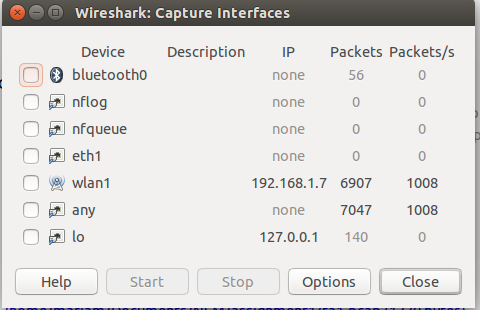 Wireshark: Capture Interfaces
Device Description IP Packets Packets/s
bluetooth0 none 56 0
nflog none 0 0
nfqueue none 0 0
eth1 none 0 0
wlan1 192.168.1.7 6907 1008
any none 7047 1008
lo 127.0.0.1 140 0
Help Start Stop Options Close